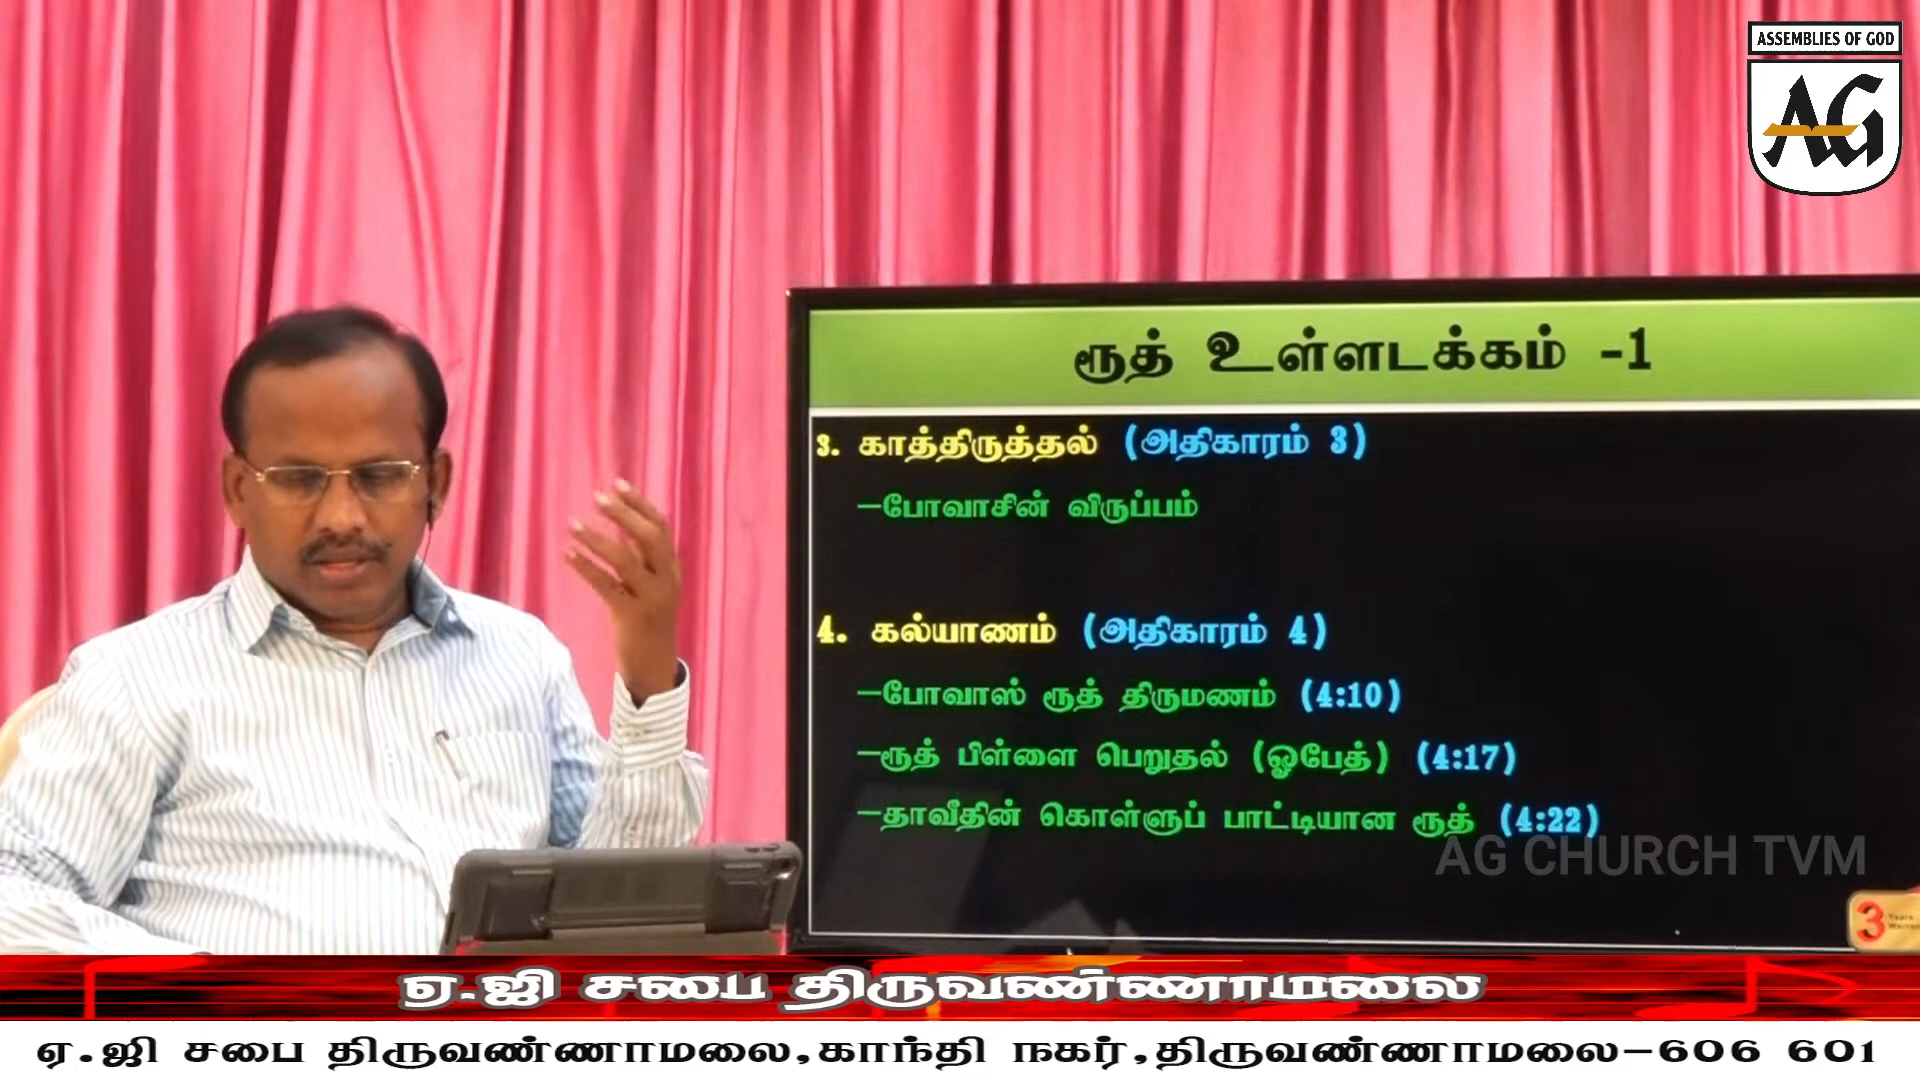 ASSEMBLIES OF GOD
AG
ரூத் உள்ளடக்கம் -1
3. காத்திருத்தல் (அதிகாரம் 3)
–போவாசின் விருப்பம்
4. கல்யாணம் (அதிகாரம் 4)
–போவாஸ் ரூத் திருமணம் (4:10)
–ரூத் பிள்ளை பெறுதல் (ஓபேத்) (4:17)
–தாவீதின் கொள்ளுப் பாட்டியான ரூத் (4:22)
AG CHURCH TVM
3 Years
ஏ.ஜி சபை திருவண்ணாமலை
ஏ.ஜி சபை திருவண்ணாமலை,காந்தி நகர்,திருவண்ணாமலை–606 601